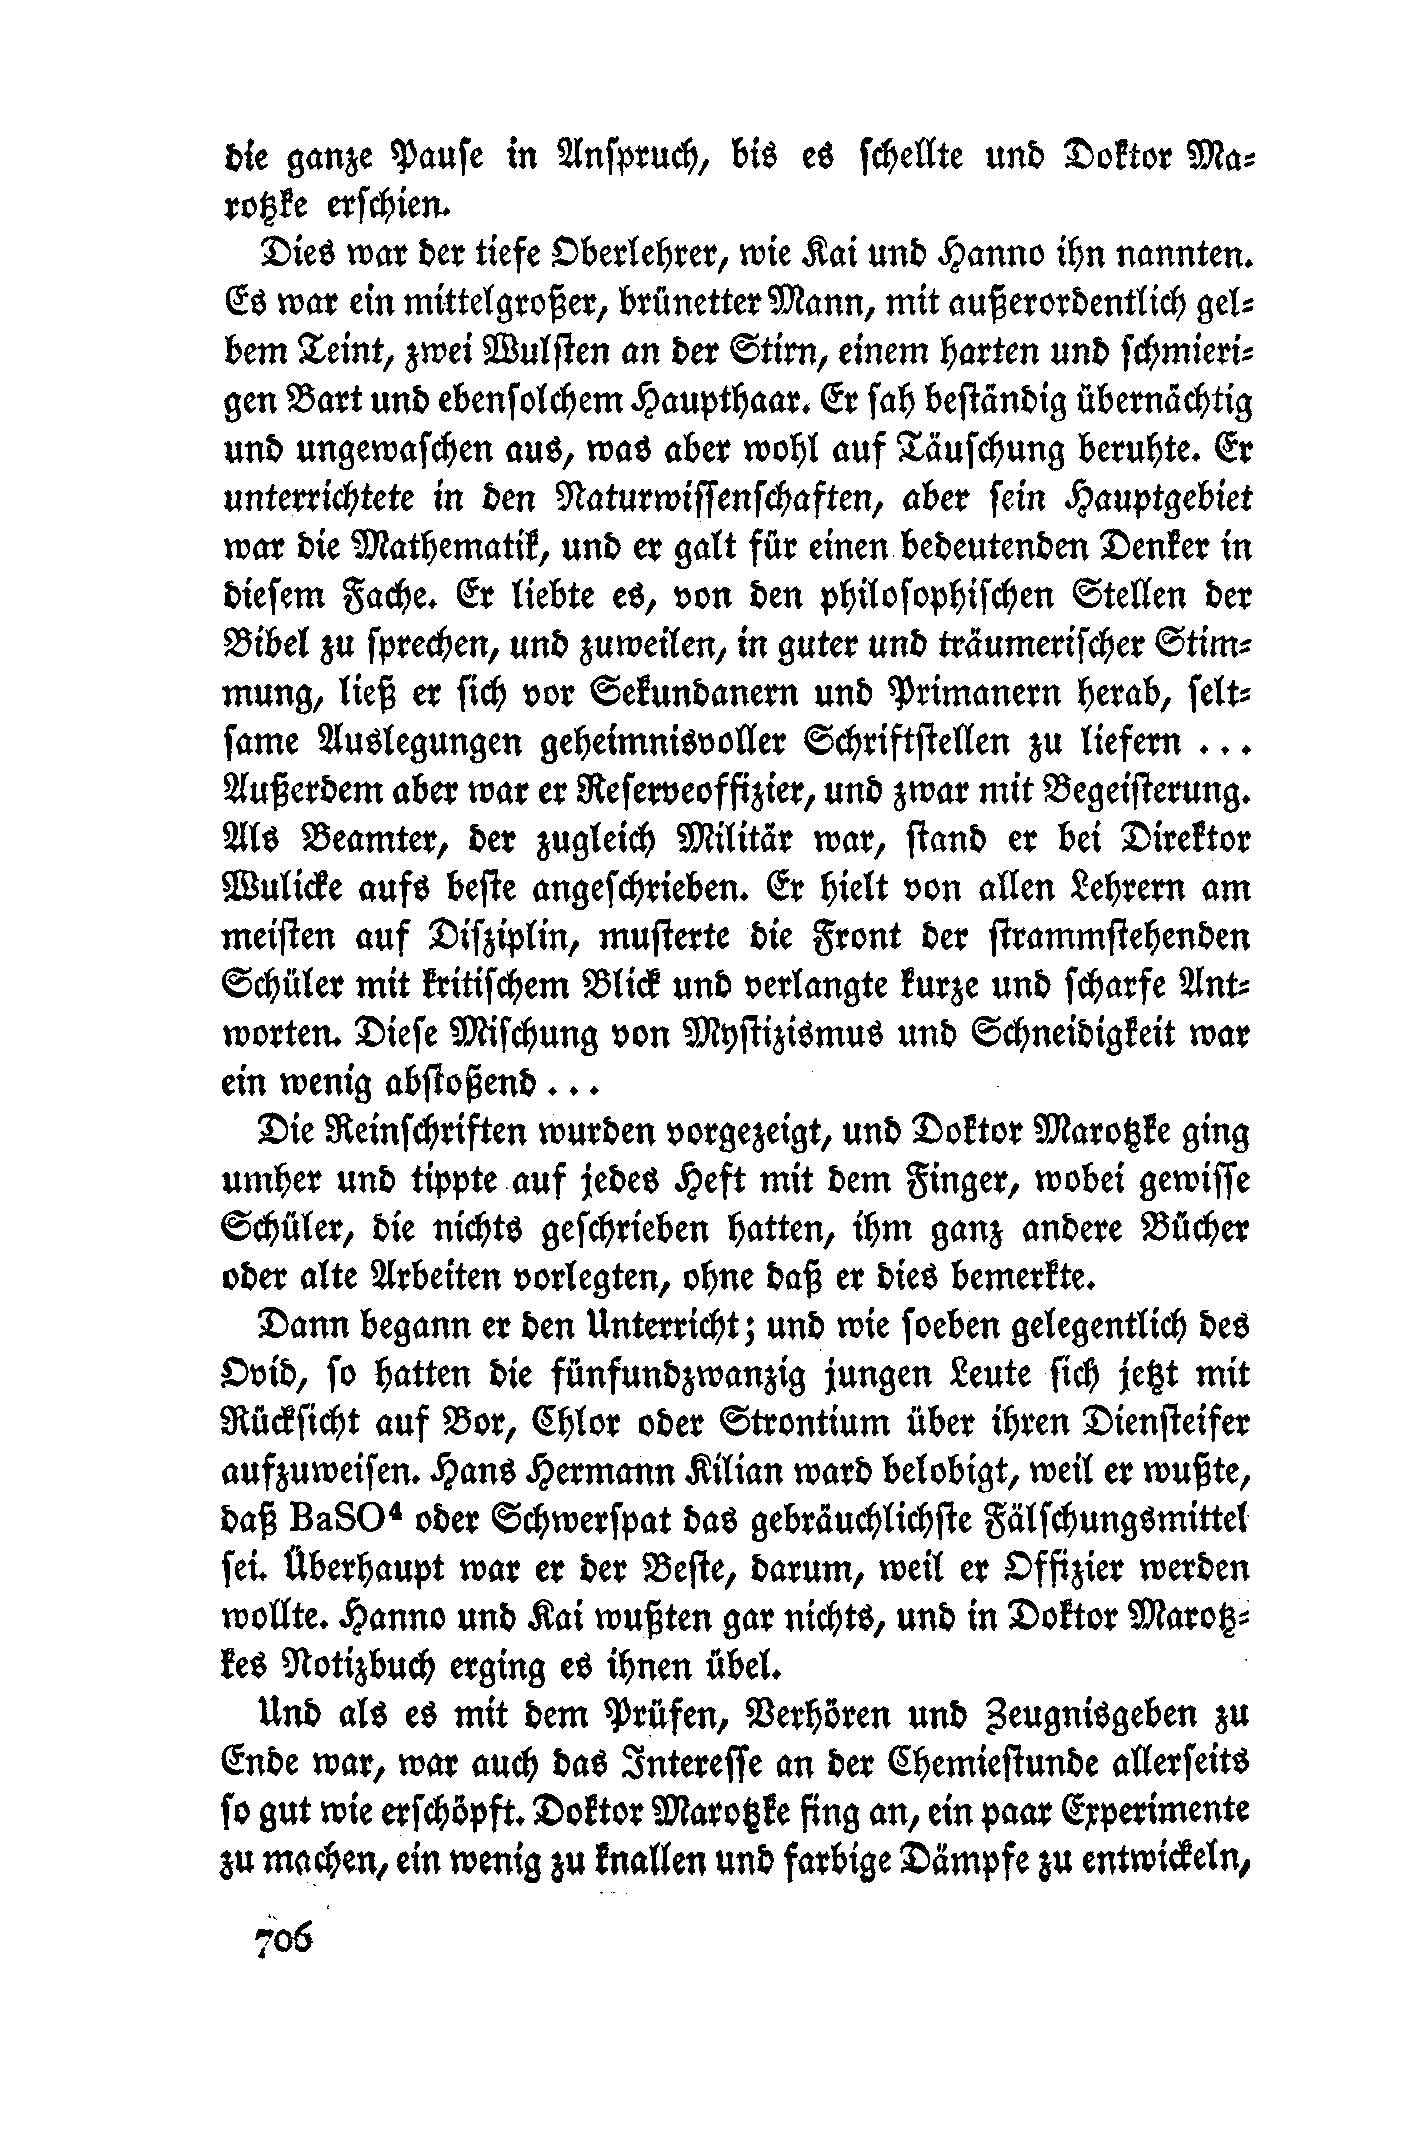 die ganze Pause in Anspruch, bis es schellte und Doktor Ma-
rotzke erschien.
Dies war der tiefe Oberlehrer, wie Kai und Hanno ihn nannten.
Es war ein mittelgroßer, brünetter Mann, mit außerordentlich gel-
bem Teint, zwei Wulsten an der Stirn, einem harten und schmieri-
gen Bart und ebensolchem Haupthaar. Er sah beständig übernächtig
und ungewaschen aus, was aber wohl auf Täuschung beruhte. Er
unterrichtete in den Naturwissenschaften, aber sein Hauptgebiet
war die Mathematik, und er galt für einen bedeutenden Denker in
diesem Fache. Er liebte es, von den philosophischen Stellen der
Bibel zu sprechen, und zuweilen, in guter und träumerischer Stim-
mung, ließ er sich vor Sekundanern und Primanern herab, selt-
same Auslegungen geheimnisvoller Schriftstellen zu liefern ...
Außerdem aber war er Reserveoffizier, und zwar mit Begeisterung.
Als Beamter, der zugleich Militär war, stand er bei Direktor
Wulicke aufs beste angeschrieben. Er hielt von allen Lehrern am
meisten auf Disziplin, musterte die Front der strammstehenden
Schüler mit kritischem Blick und verlangte kurze und scharfe Ant-
worten. Diese Mischung von Mystizismus und Schneidigkeit war
ein wenig abstoßend ...
Die Reinschriften wurden vorgezeigt, und Doktor Marotzke ging
umher und tippte auf jedes Heft mit dem Finger, wobei gewisse
Schüler, die nichts geschrieben hatten, ihm ganz andere Bücher
oder alte Arbeiten vorlegten, ohne daß er dies bemerkte.
Dann begann er den Unterricht; und wie soeben gelegentlich des
Ovid, so hatten die fünfundzwanzig jungen Leute sich jetzt mit
Rücksicht auf Bor, Chlor oder Strontium über ihren Diensteifer
aufzuweisen. Hans Hermann Kilian ward belobigt, weil er wußte,
daß BaSO⁴ oder Schwerspat das gebräuchlichste Fälschungsmittel
sei. Überhaupt war er der Beste, darum, weil er Offizier werden
wollte. Hanno und Kai wußten gar nichts, und in Doktor Marotz-
kes Notizbuch erging es ihnen übel.
Und als es mit dem Prüfen, Verhören und Zeugnisgeben zu
Ende war, war auch das Interesse an der Chemiestunde allerseits
so gut wie erschöpft. Doktor Marotzke fing an, ein paar Experimente
zu machen, ein wenig zu knallen und farbige Dämpfe zu entwickeln,
706